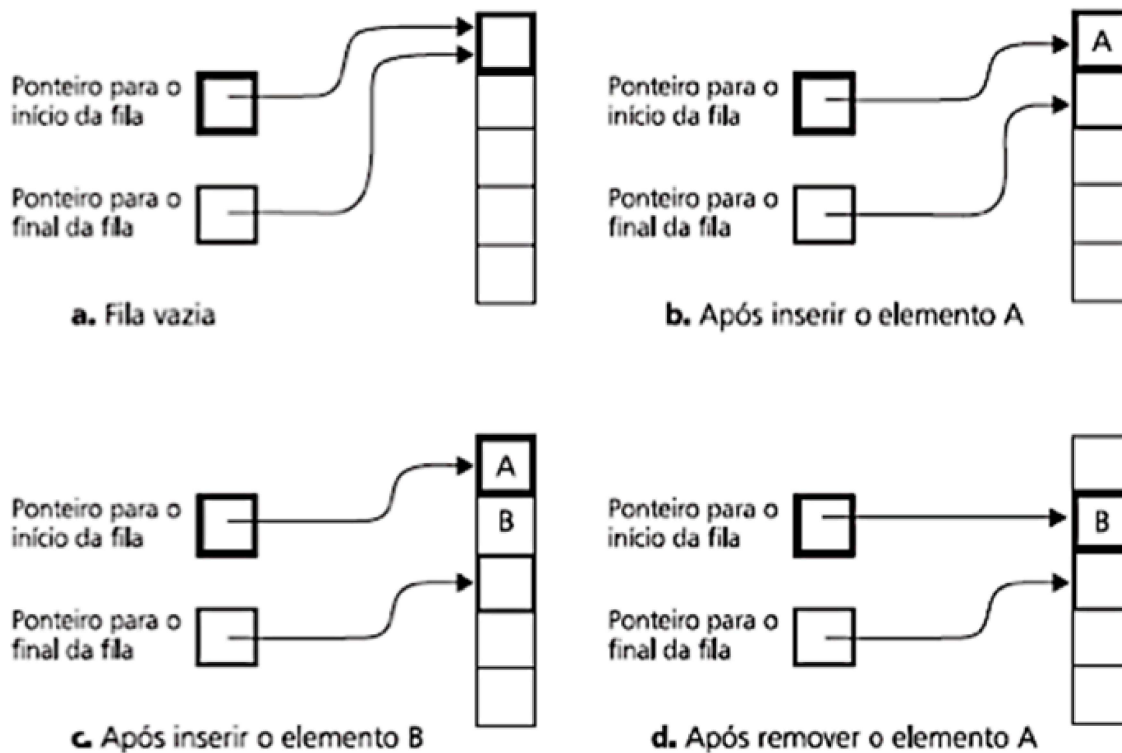 Ponteiro para o
início da fila
Ponteiro para o
final da fila
a. Fila vazia
A
Ponteiro para o
início da fila
Ponteiro para o
final da fila
b. Após inserir o elemento A
A
B
Ponteiro para o
início da fila
Ponteiro para o
final da fila
c. Após inserir o elemento B
B
Ponteiro para o
início da fila
Ponteiro para o
final da fila
d. Após remover o elemento A